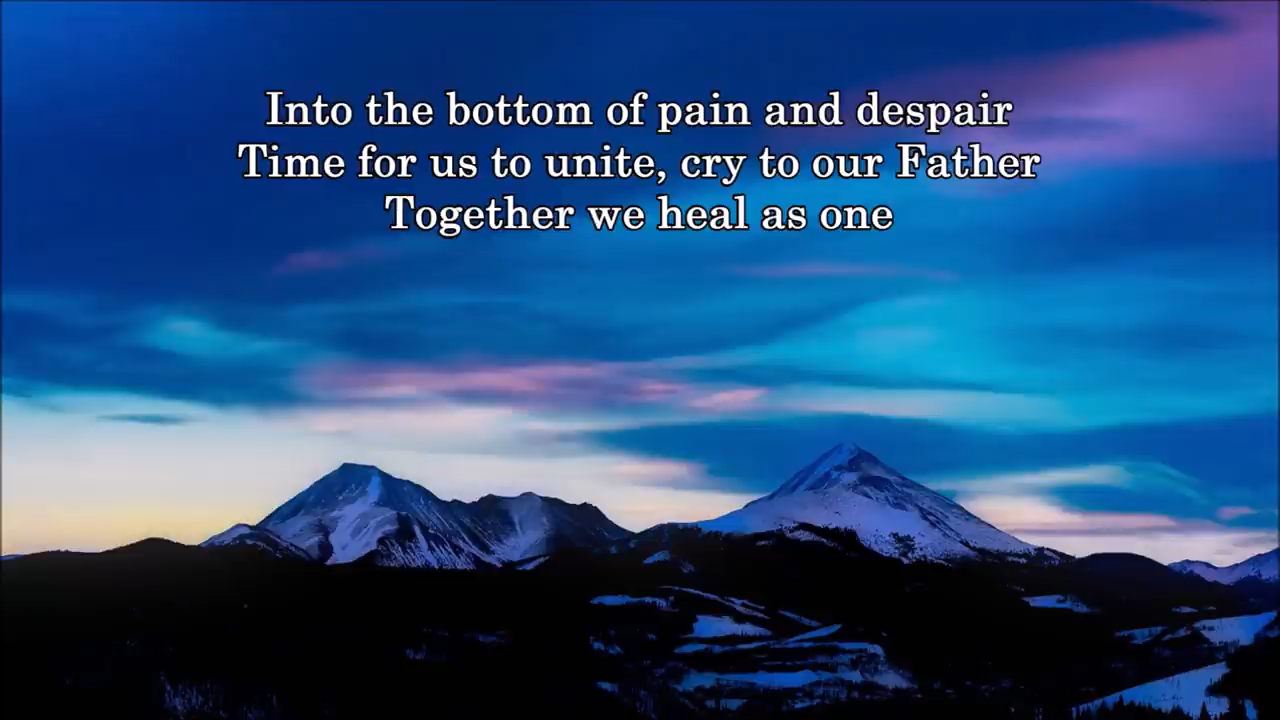 Into the bottom of pain and despair
Time for us to unite, cry to our Father
Together we heal as one